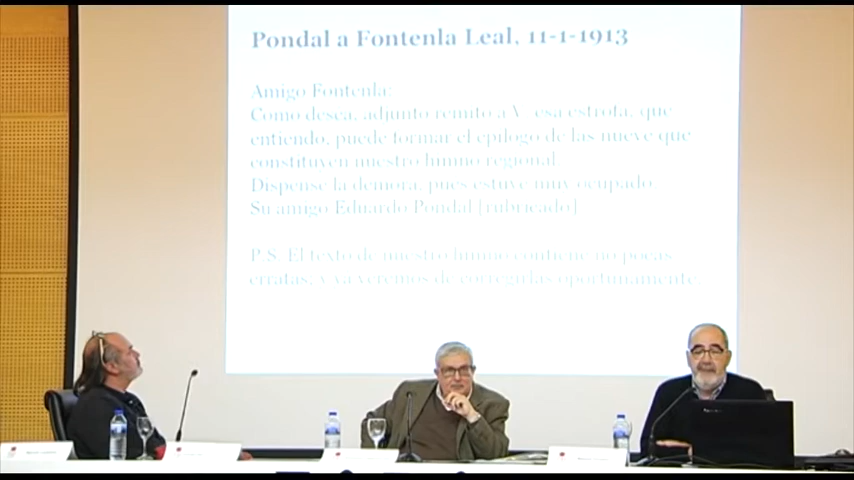 Pondal a Fontenla Leal, 11-1-1913
Amigo Fontenla:
Como desea, adjunto remito a V. esa estrofa, que
entiendo, puede formar el epílogo de las nueve que
constituyen nuestro himno regional.
Dispense la demora, pues estuve muy ocupado.
Su amigo Eduardo Pondal [rubricado]
P.S. El texto de nuestro himno contiene no pocas
erratas; y ya veremos de corregirlas oportunamente.